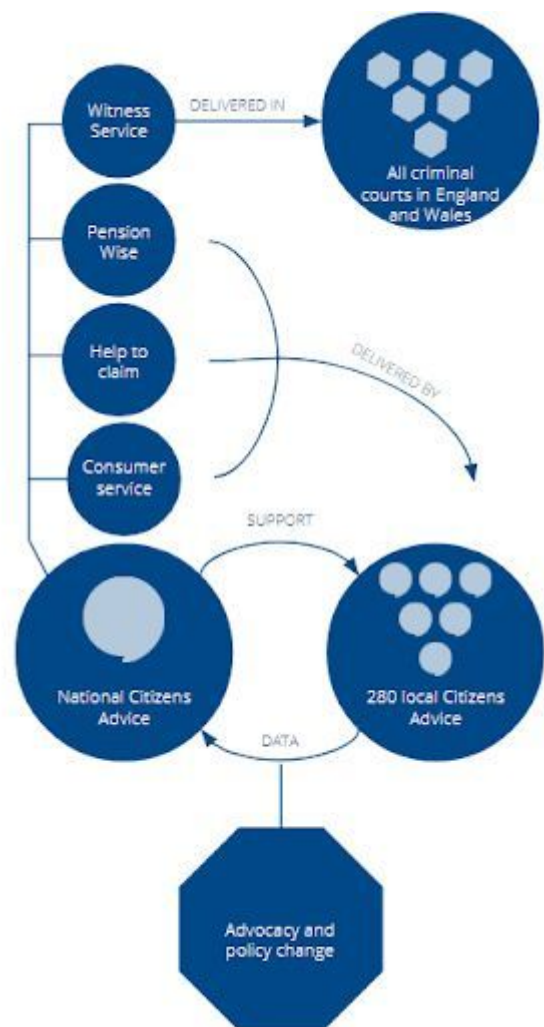 Witness
Service
DELIVERED IN
All criminal
courts in England
and Wales
Pension
Wise
Help to
claim
DELIVERED BY
Consumer
service
SUPPORT
National Citizens
Advice
280 local Citizens
Advice
DATA
Advocacy and
policy change